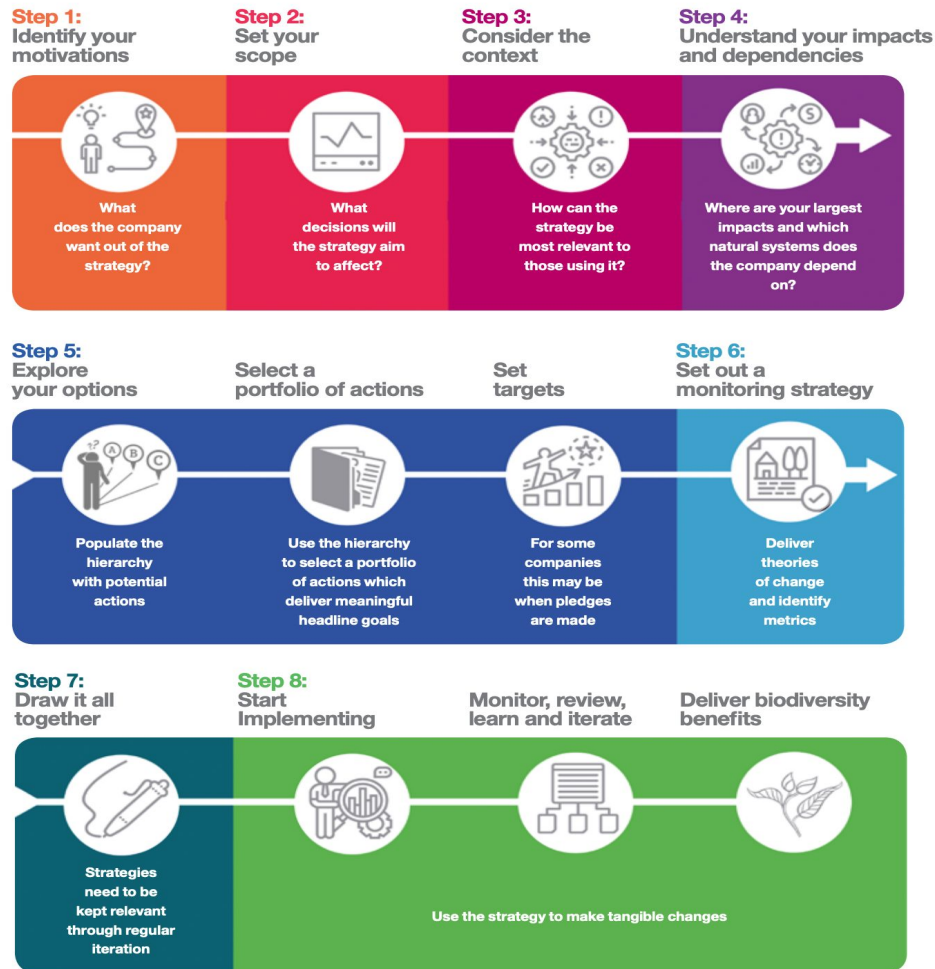 Step 1:
Identify your
motivations
Step 2:
Set your
scope
Step 3:
Consider the
context
Step 4:
Understand your impacts
and dependencies
What
does the company
want out of the
strategy?
What
decisions will
the strategy aim
to affect?
How can the
strategy be
most relevant to
those using it?
Where are your largest
impacts and which
natural systems does
the company depend
on?
Step 5:
Explore
your options
Select a
portfolio of actions
Set
targets
Step 6:
Set out a
monitoring strategy
A
B
C
Populate the
hierarchy
with potential
actions
Use the hierarchy
to select a portfolio
of actions which
deliver meaningful
headline goals
For some
companies
this may be
when pledges
are made
Deliver
theories
of change
and identify
metrics
Step 7:
Draw it all
together
Step 8:
Start
Implementing
Monitor, review,
learn and iterate
Deliver biodiversity
benefits
Strategies
need to be
kept relevant
through regular
iteration
Use the strategy to make tangible changes